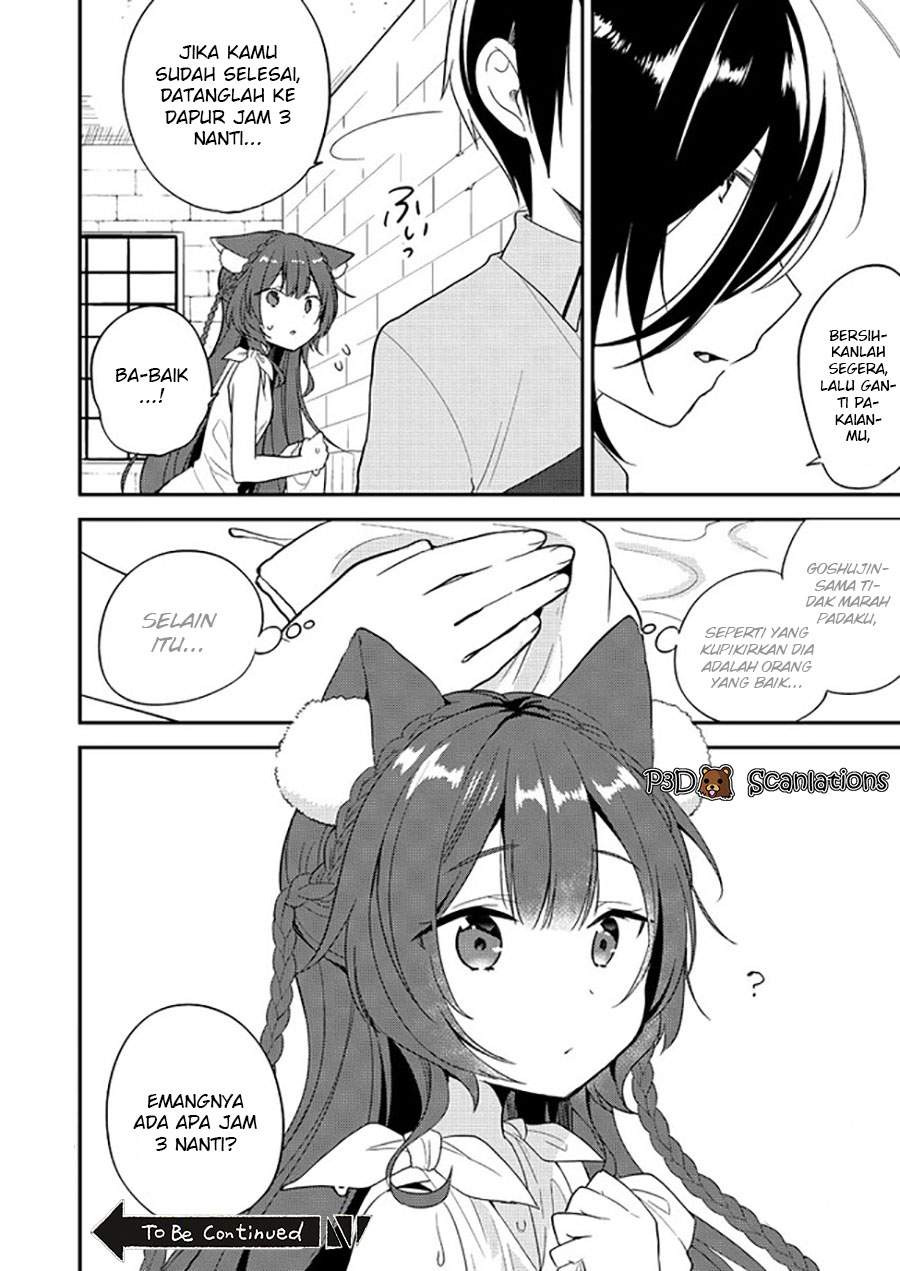 BERSIH-
KANLAH
SEGERA,
LALU GAN-
TI PA-
KAIAN-
MU,
JIKA KAMU
SUDAH SELESAI,
DATANGLAH KE
DAPUR JAM 3
NANTI...
ふぃっ
BA-BAIK
...!
GOSHUJIN-
SAMA TI-
DAK MARAH
PADAKU,
SEPERTI YANG
KUPIKIRKAN DIA
ADALAH ORANG
YANG BAIK...
SELAIN
ITU...
P3D Scanlations
?
EMANGNYA
ADA APA JAM
3 NANTI?
To Be Continued